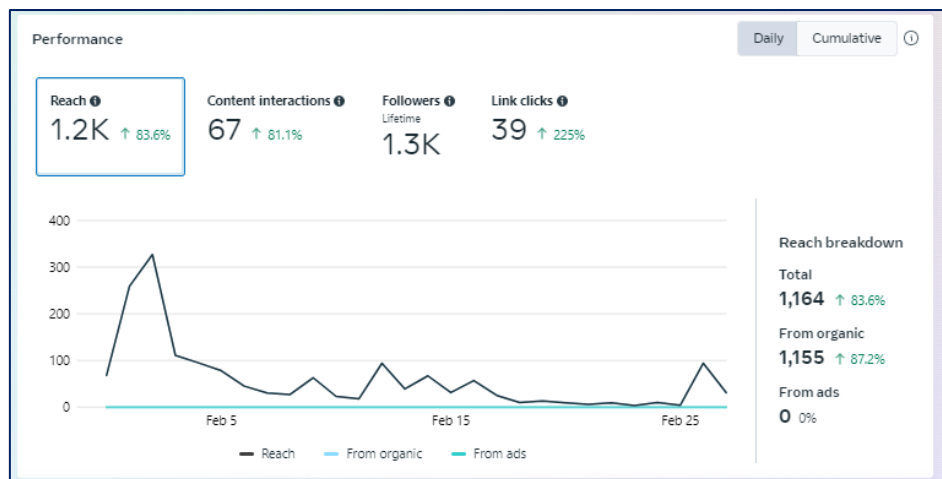 Performance
Daily Cumulative
Reach Content interactions Followers Link clicks
Lifetime
1.2K ↑ 83.6% 67 ↑ 81.1% 1.3K 39 ↑ 225%
400
300
200
100
0
Feb 5 Feb 15 Feb 25
Reach From organic From ads
Reach breakdown
Total
1,164 ↑ 83.6%
From organic
1,155 ↑ 87.2%
From ads
0 0%